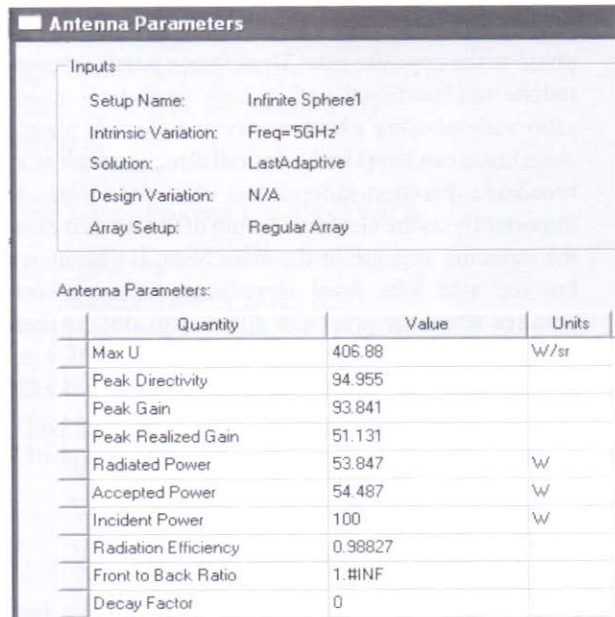 Antenna Parameters
Inputs
Setup Name: Infinite Sphere1
Intrinsic Variation: Freq='5GHz'
Solution: LastAdaptive
Design Variation: N/A
Array Setup: Regular Array
Antenna Parameters:
Quantity Value Units
Max U 406.88 W/sr
Peak Directivity 94.955
Peak Gain 93.841
Peak Realized Gain 51.131
Radiated Power 53.847 W
Accepted Power 54.487 W
Incident Power 100 W
Radiation Efficiency 0.98827
Front to Back Ratio 1.#INF
Decay Factor 0